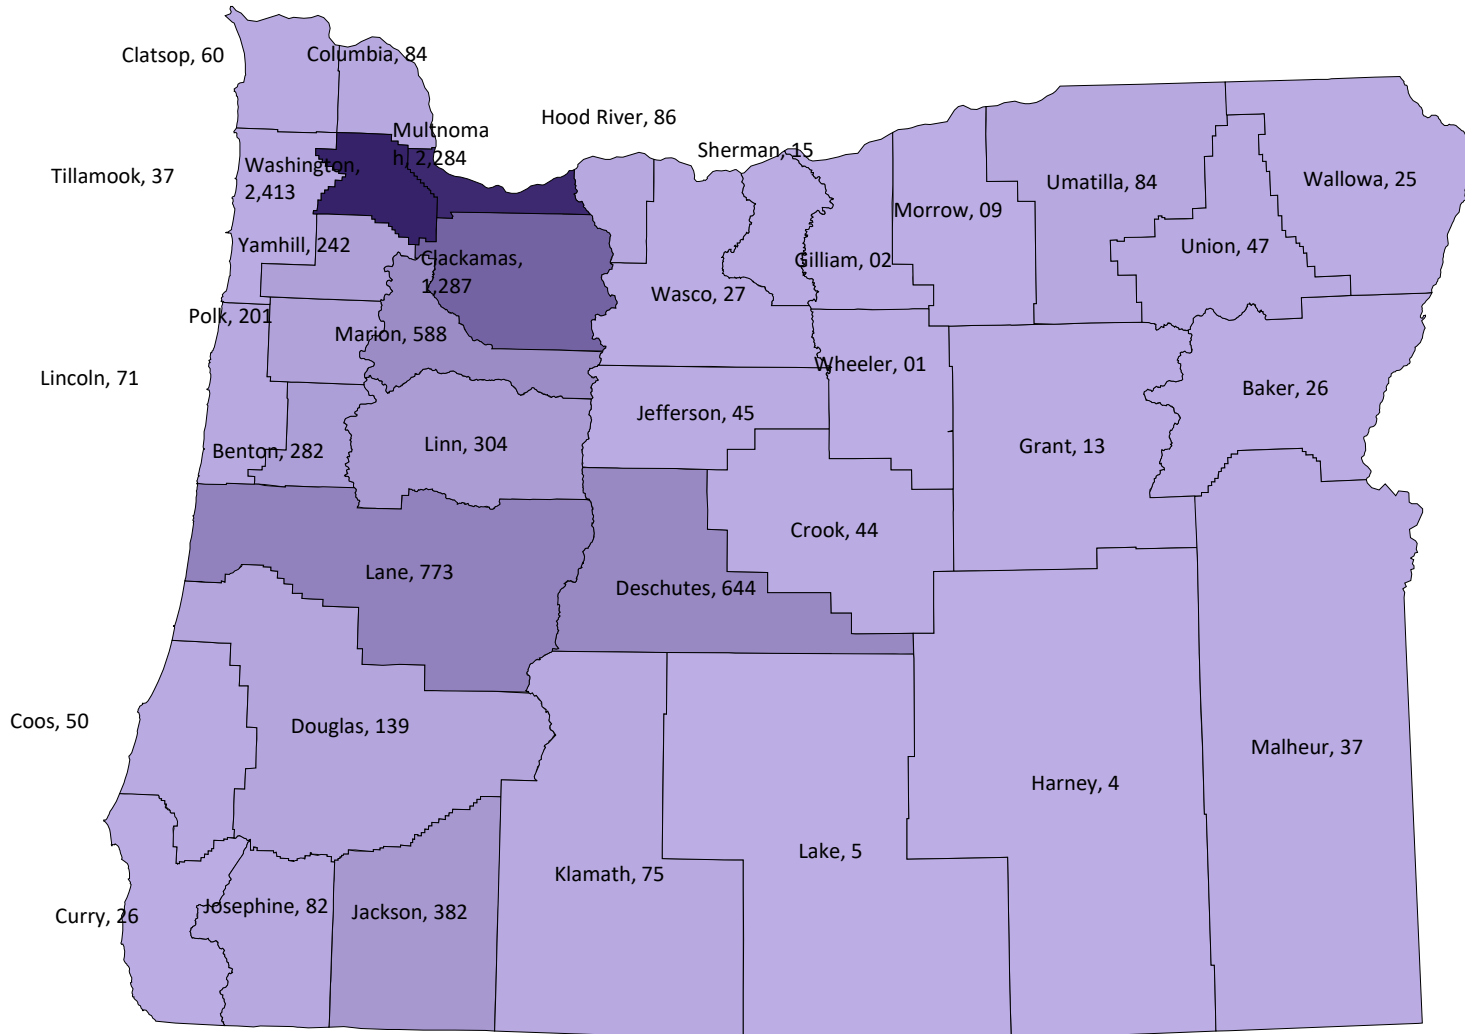 Clatsop, 60
Columbia, 84
Hood River, 86
Multnoma
h, 2,284
Sherman, 15
Tillamook, 37
Washington,
2,413
Umatilla, 84
Wallowa, 25
Morrow, 09
Yamhill, 242
Union, 47
Clackamas,
1,287
Gilliam, 02
Wasco, 27
Polk, 201
Marion, 588
Wheeler, 01
Lincoln, 71
Baker, 26
Jefferson, 45
Benton, 282
Linn, 304
Grant, 13
Crook, 44
Lane, 773
Deschutes, 644
Coos, 50
Douglas, 139
Malheur, 37
Harney, 4
Lake, 5
Klamath, 75
Curry, 26
Josephine, 82
Jackson, 382